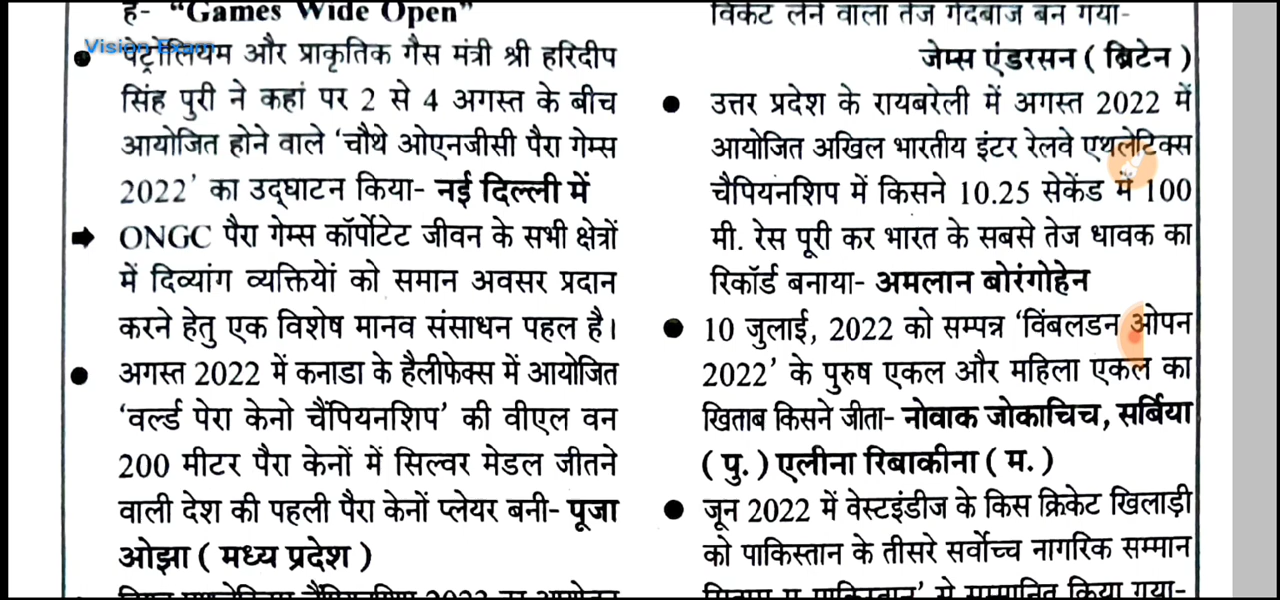 है- “Games Wide Open”
Vision Exam
पेट्रोलियम और प्राकृतिक गैस मंत्री श्री हरिदीप
सिंह पुरी ने कहां पर 2 से 4 अगस्त के बीच
आयोजित होने वाले ‘चौथे ओएनजीसी पैरा गेम्स
2022’ का उद्घाटन किया- नई दिल्ली में
ONGC पैरा गेम्स कॉर्पोटेट जीवन के सभी क्षेत्रों
में दिव्यांग व्यक्तियों को समान अवसर प्रदान
करने हेतु एक विशेष मानव संसाधन पहल है।
अगस्त 2022 में कनाडा के हैलीफेक्स में आयोजित
‘वर्ल्ड पेरा केनो चैंपियनशिप’ की वीएल वन
200 मीटर पैरा केनों में सिल्वर मेडल जीतने
वाली देश की पहली पैरा केनों प्लेयर बनी- पूजा
ओझा ( मध्य प्रदेश )
विकेट लेने वाला तेज गेंदबाज बन गया-
जेम्स एंडरसन ( ब्रिटेन )
उत्तर प्रदेश के रायबरेली में अगस्त 2022 में
आयोजित अखिल भारतीय इंटर रेलवे एथलेटिक्स
चैपियनशिप में किसने 10.25 सेकेंड में 100
मी. रेस पूरी कर भारत के सबसे तेज धावक का
रिकॉर्ड बनाया- अमलान बोरंगोहेन
10 जुलाई, 2022 को सम्पन्न ‘विंबलडन ओपन
2022’ के पुरुष एकल और महिला एकल का
खिताब किसने जीता- नोवाक जोकाचिच, सर्बिया
( पु. ) एलीना रिबाकीना ( म. )
जून 2022 में वेस्टइंडीज के किस क्रिकेट खिलाड़ी
को पाकिस्तान के तीसरे सर्वोच्च नागरिक सम्मान
से सम्मानित किया गया-